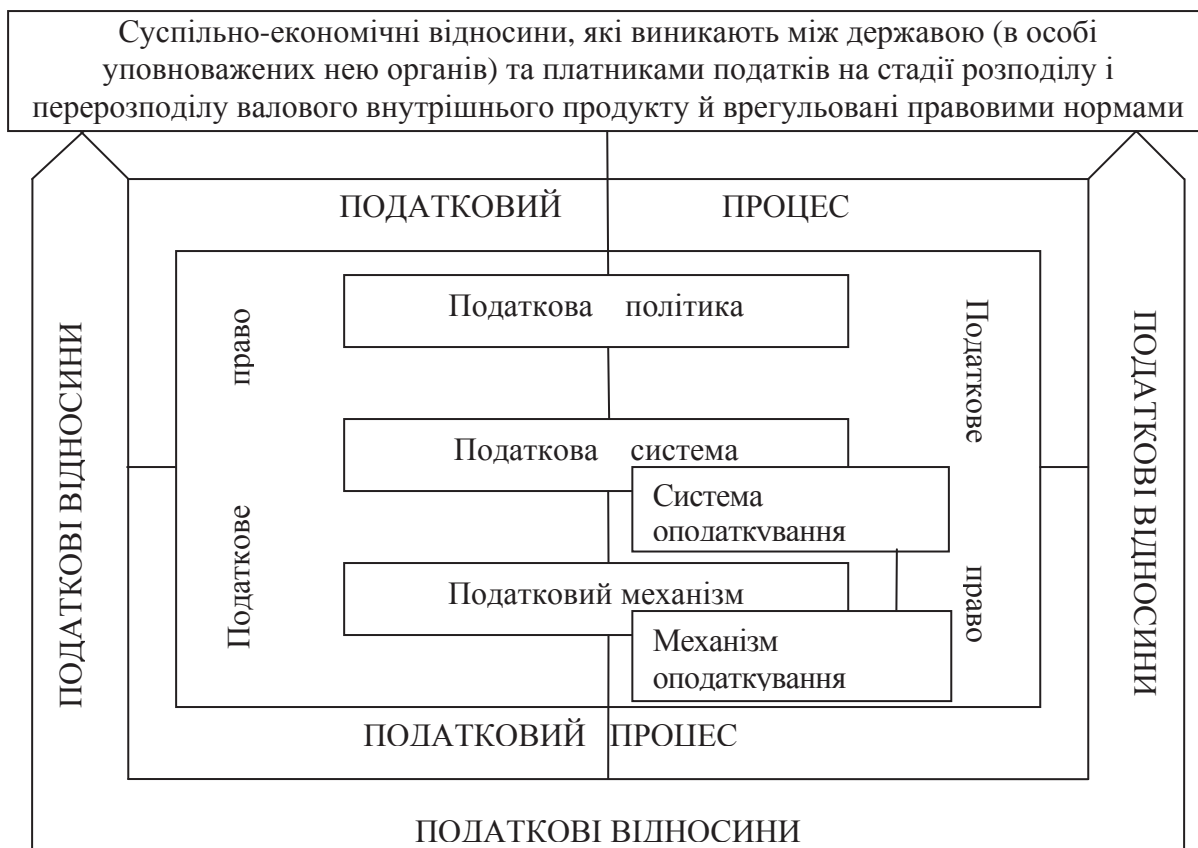 Суспільно-економічні відносини, які виникають між державою (в особі
уповноважених нею органів) та платниками податків на стадії розподілу і
перерозподілу валового внутрішнього продукту й врегульовані правовими нормами
ПОДАТКОВИЙ ПРОЦЕС
Податкова політика
Податкова система
Система
оподаткування
Податковий механізм
Механізм
оподаткування
Податкове право
Податкове право
ПОДАТКОВІ ВІДНОСИНИ
ПОДАТКОВІ ВІДНОСИНИ
ПОДАТКОВИЙ ПРОЦЕС
ПОДАТКОВІ ВІДНОСИНИ